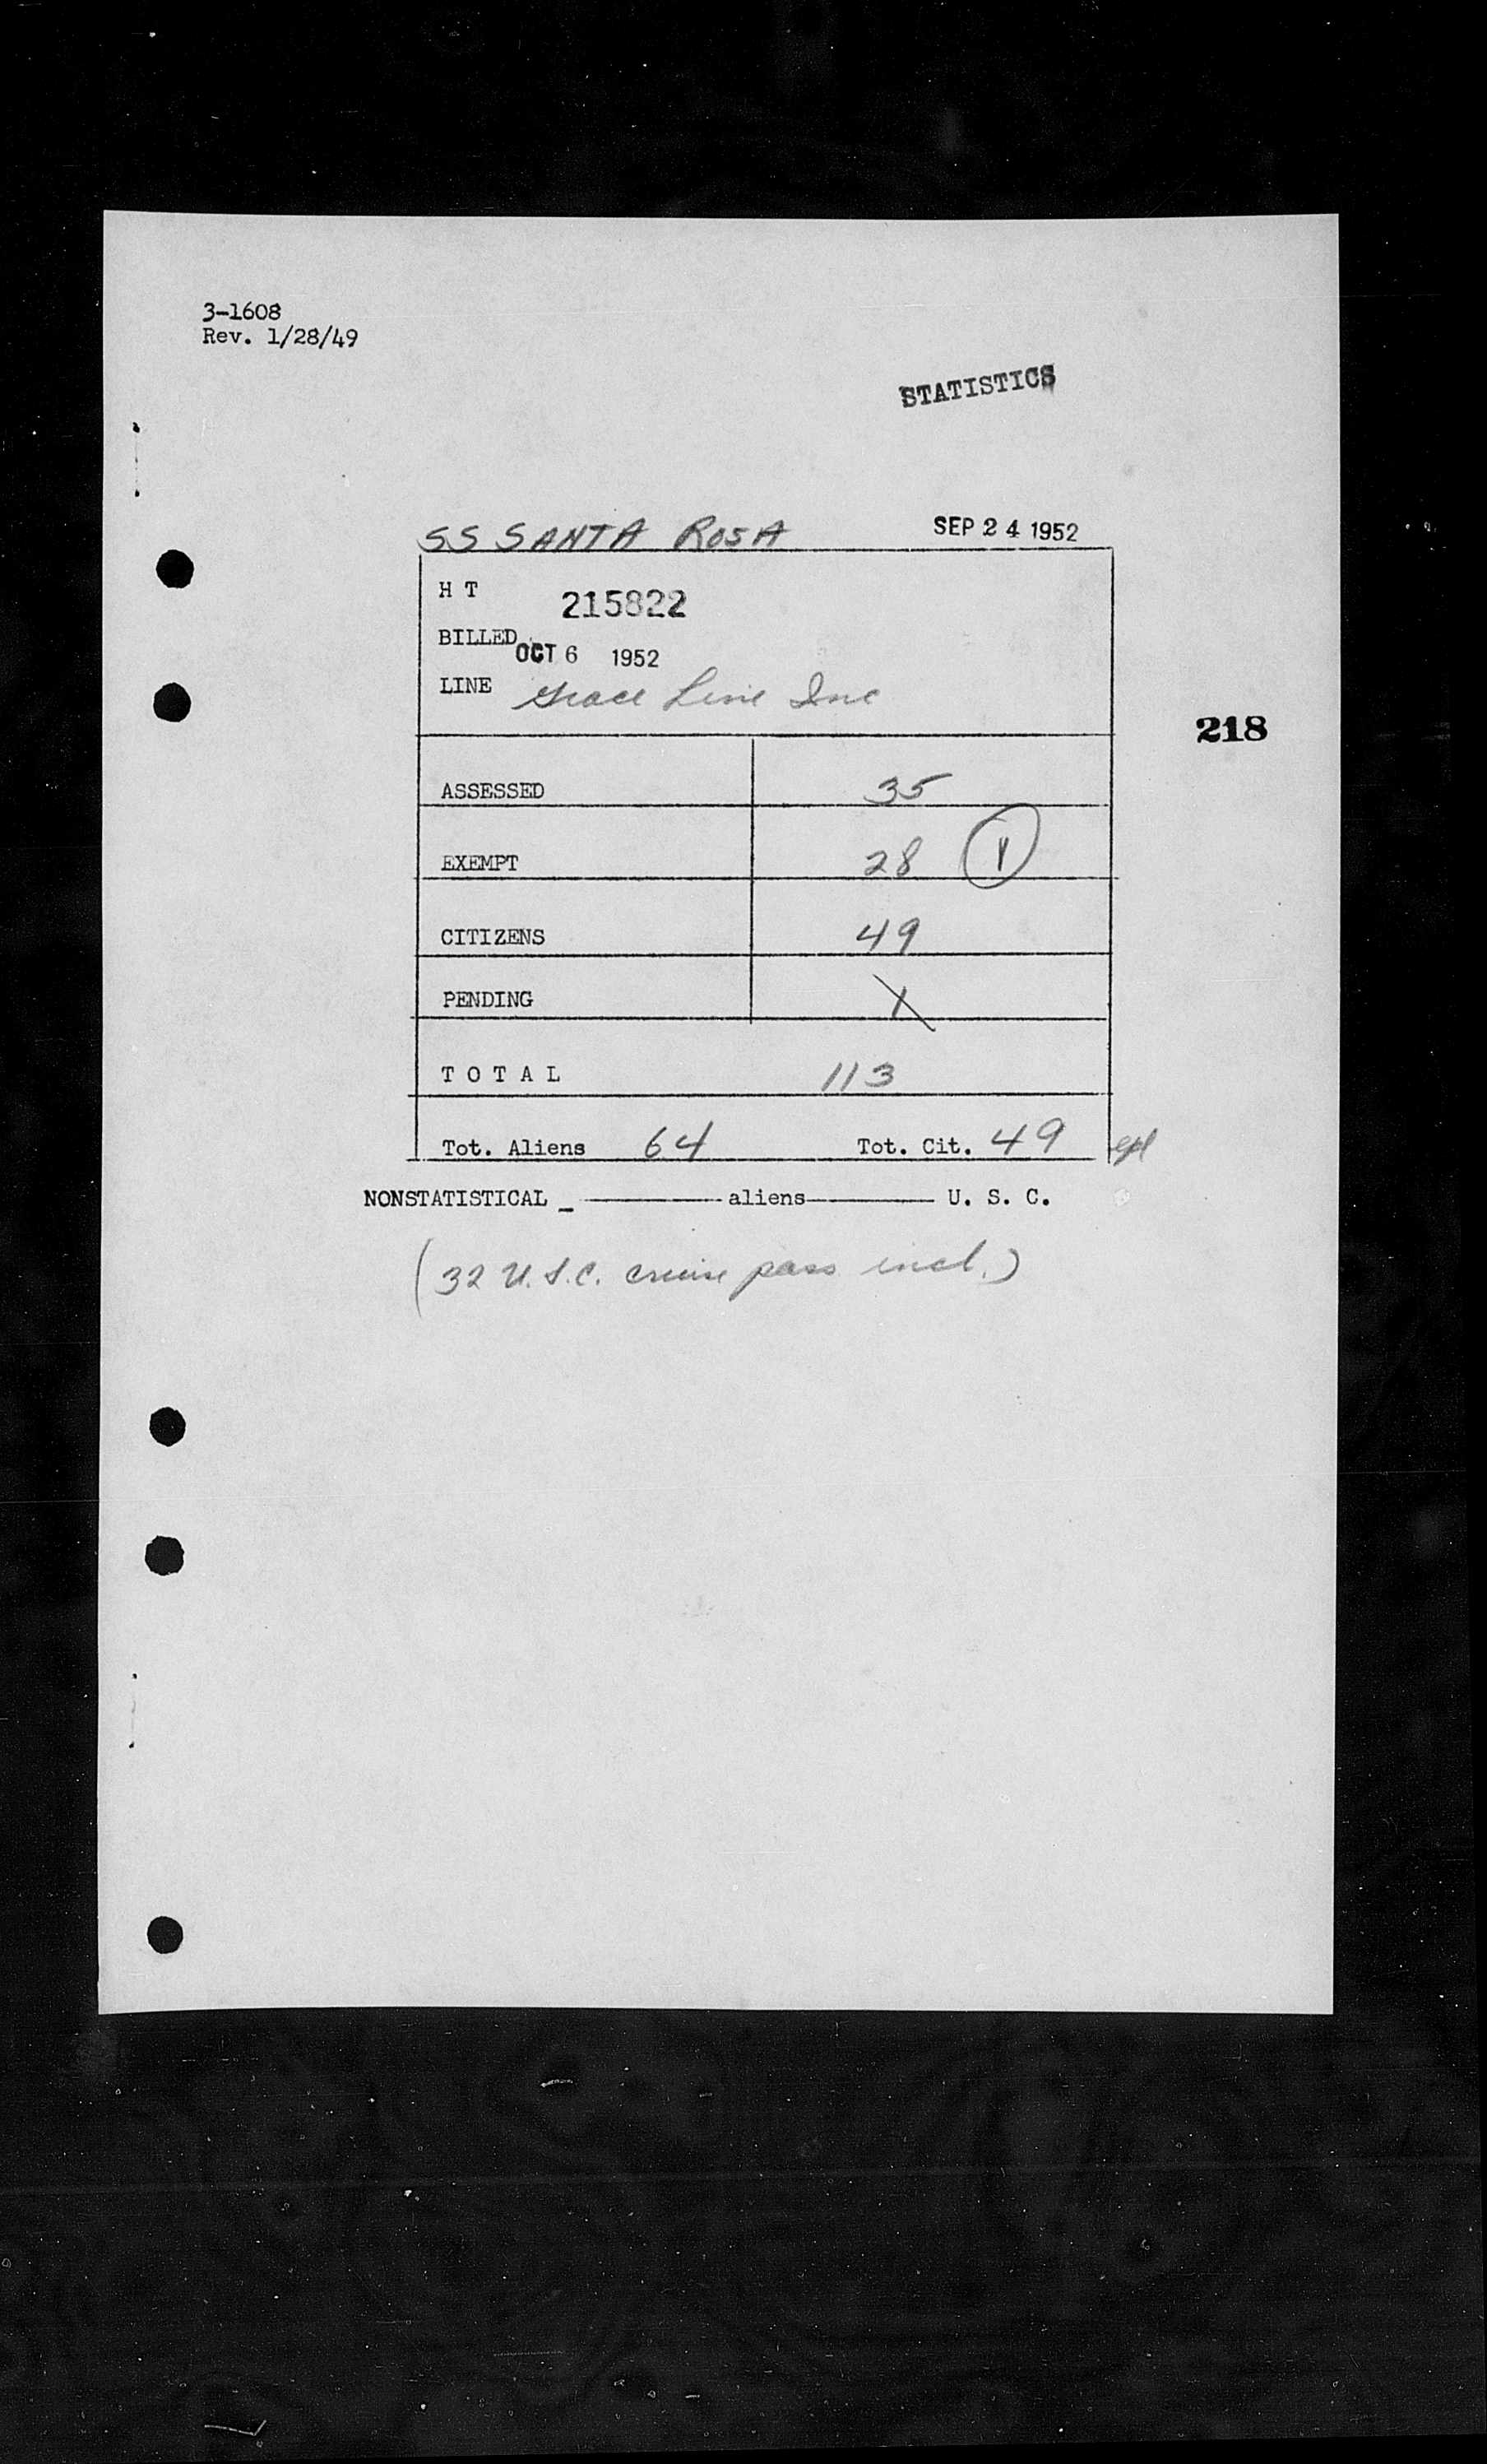 3-1608
Rev. 1/28/49
STATISTICS
SS SANTA ROSA SEP 24 1952
H T 215822
BILLED OCT 6 1952
LINE Grace Line Inc
218
ASSESSED 35
EXEMPT 28 1
CITIZENS 49
PENDING 1
T O T A L 113
Tot. Aliens 64 Tot. Cit. 49
NONSTATISTICAL _ ———— aliens———— U. S. C.
(32 U.S.C. cruise pass incl.)